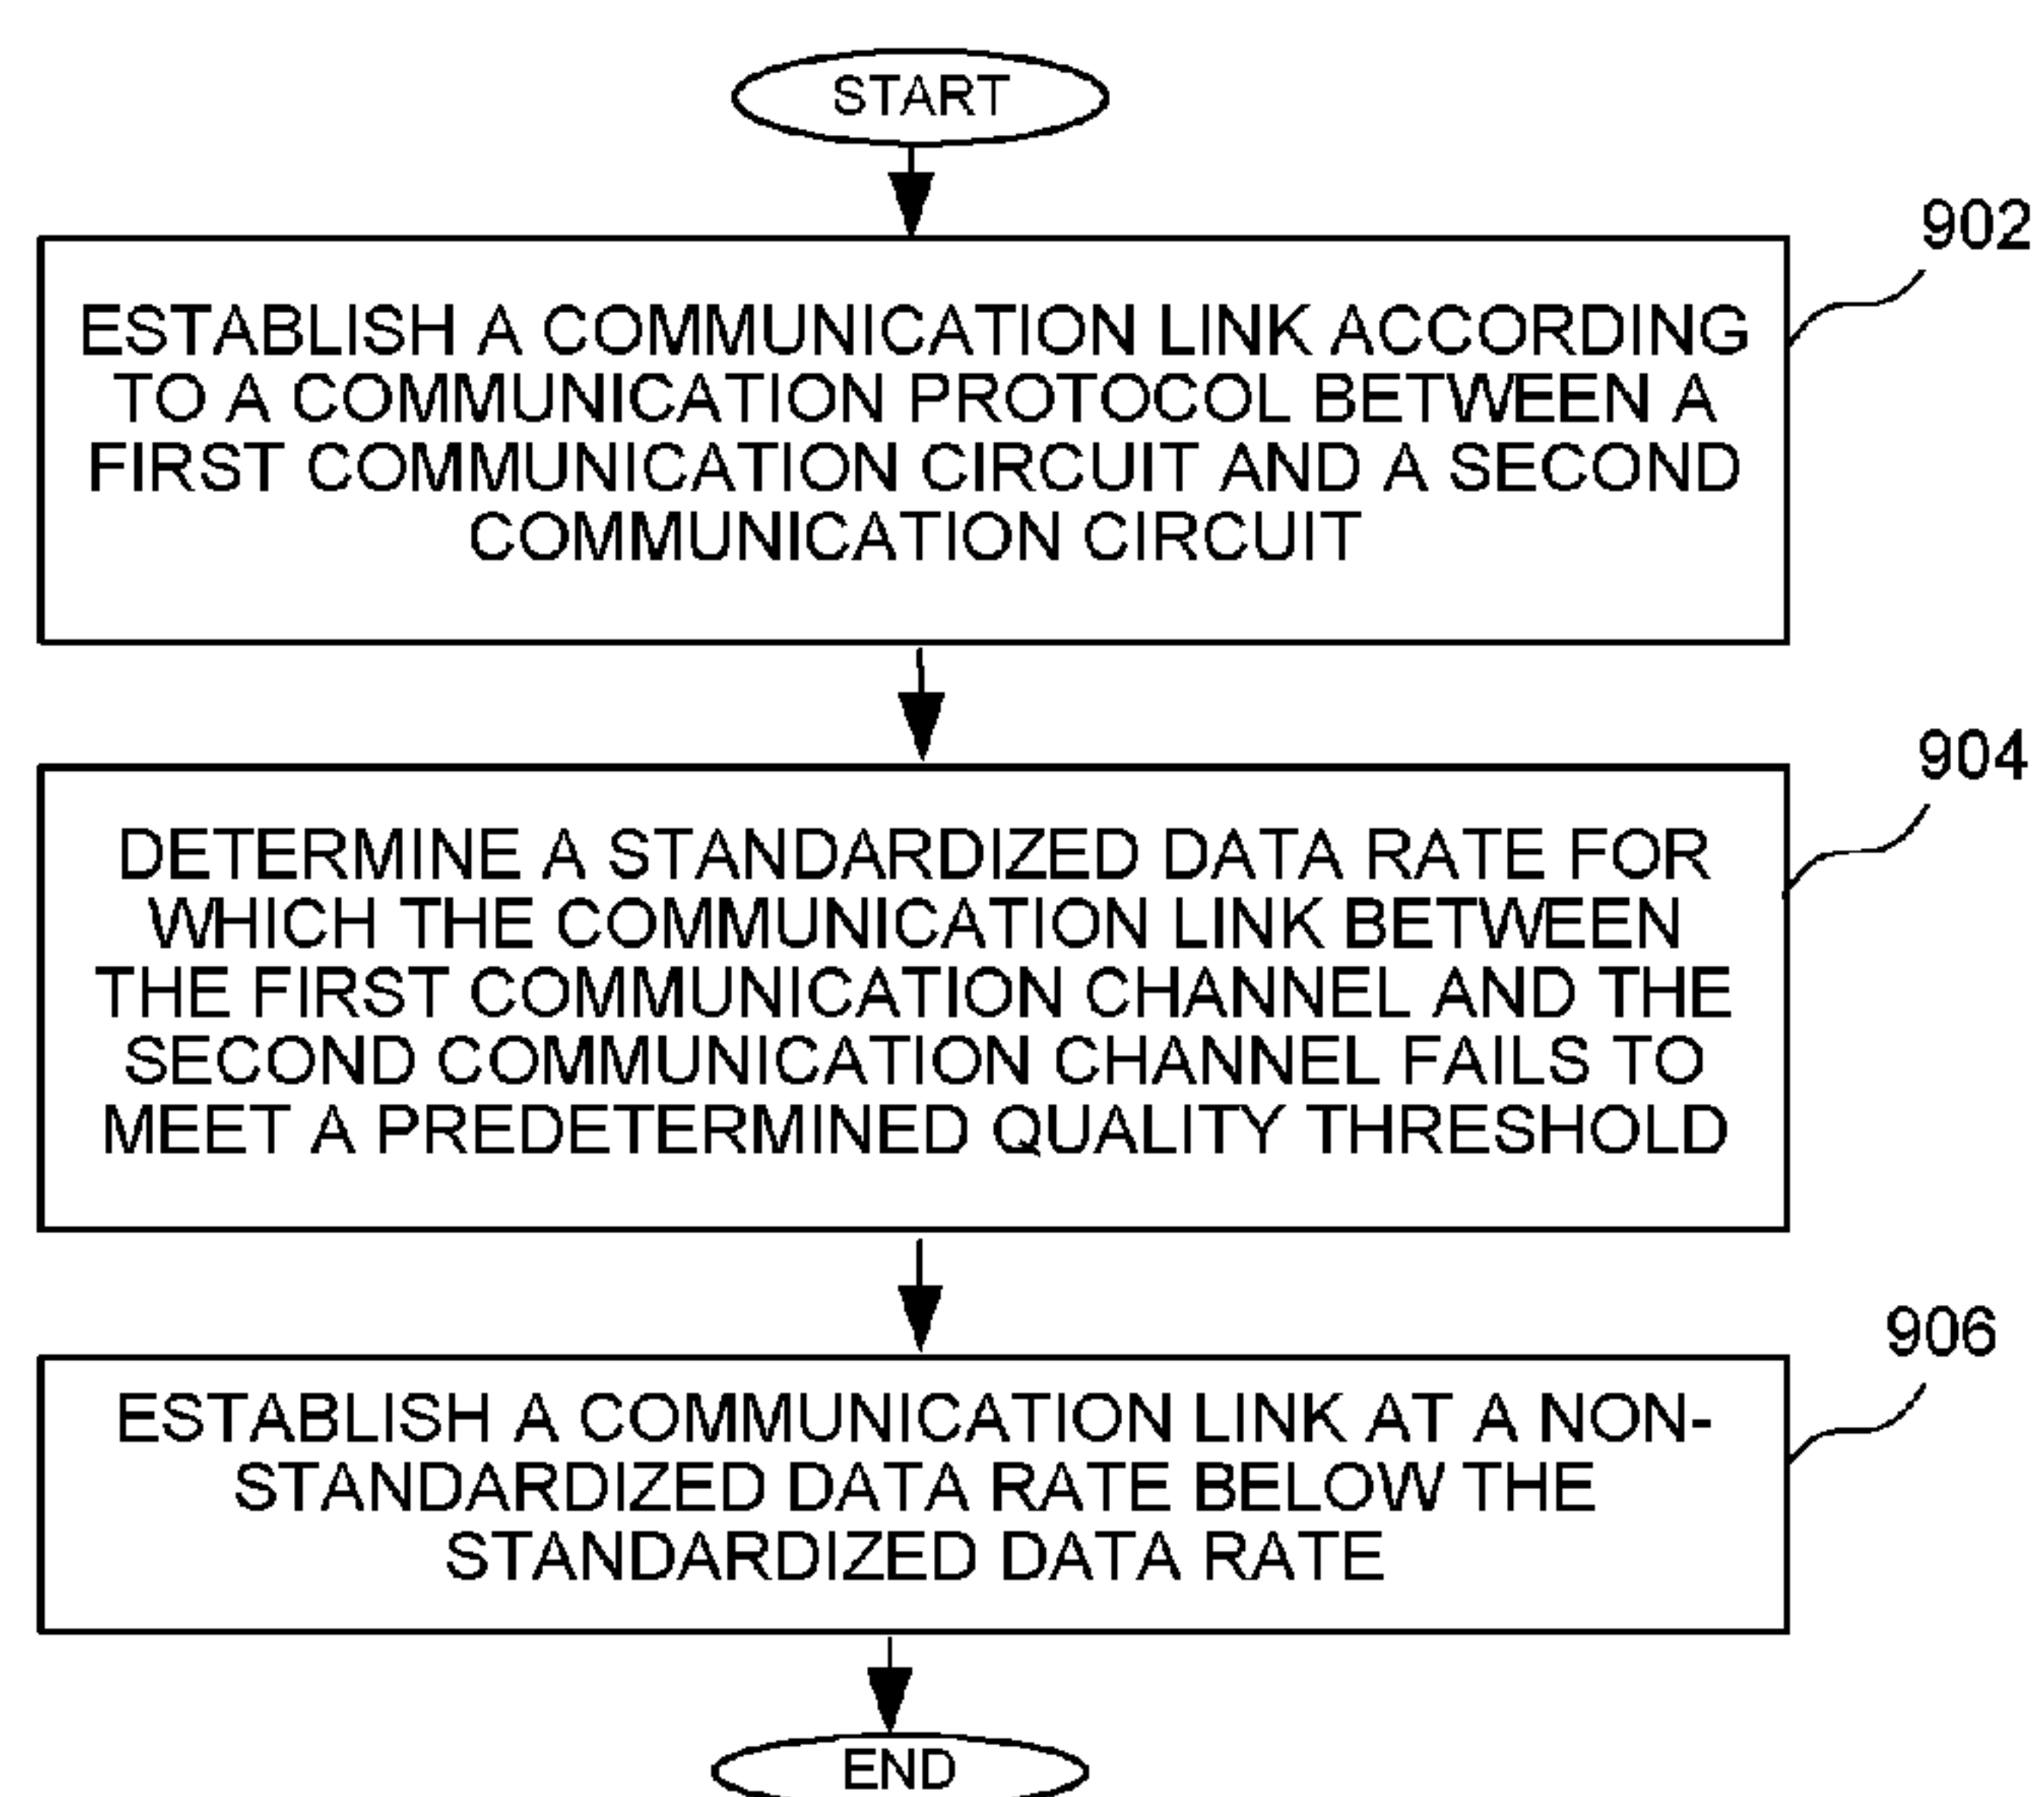 START
902
ESTABLISH A COMMUNICATION LINK ACCORDING
TO A COMMUNICATION PROTOCOL BETWEEN A
FIRST COMMUNICATION CIRCUIT AND A SECOND
COMMUNICATION CIRCUIT
904
DETERMINE A STANDARDIZED DATA RATE FOR
WHICH THE COMMUNICATION LINK BETWEEN
THE FIRST COMMUNICATION CHANNEL AND THE
SECOND COMMUNICATION CHANNEL FAILS TO
MEET A PREDETERMINED QUALITY THRESHOLD
906
ESTABLISH A COMMUNICATION LINK AT A NON-
STANDARDIZED DATA RATE BELOW THE
STANDARDIZED DATA RATE
END